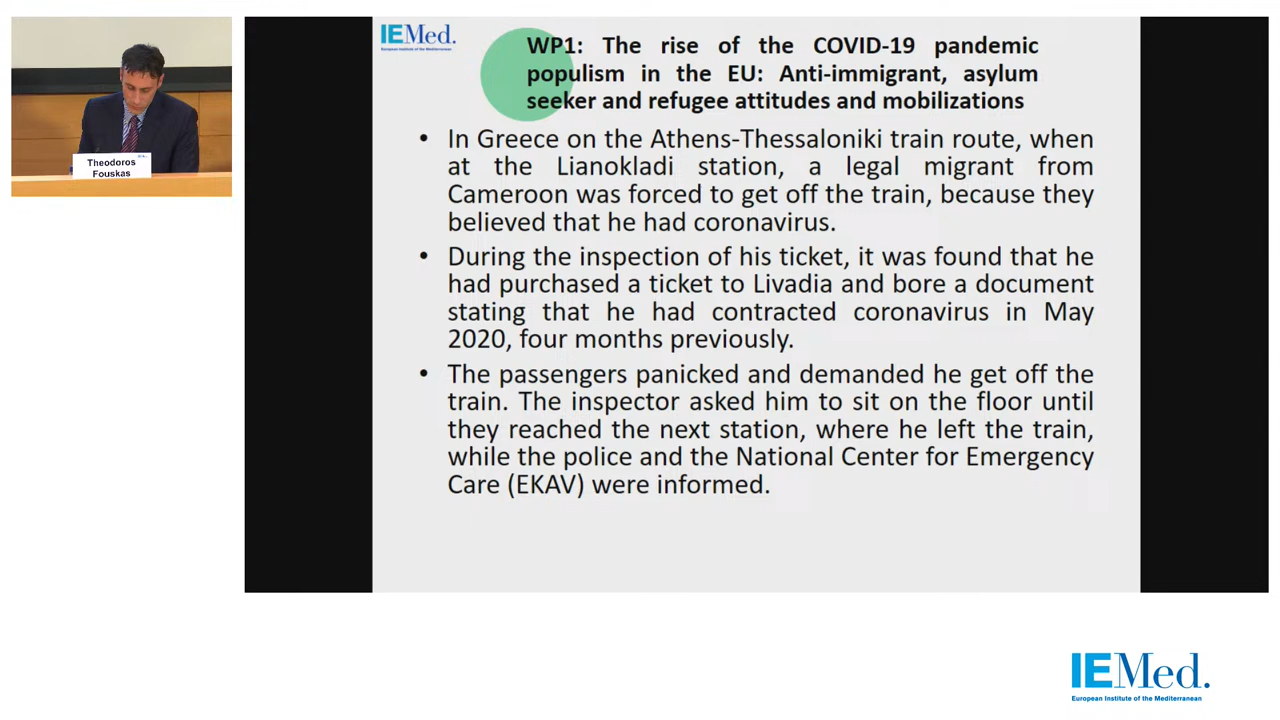 Theodoros
Fouskas
IEMed.
European Institute of the Mediterranean
WP1: The rise of the COVID-19 pandemic
populism in the EU: Anti-immigrant, asylum
seeker and refugee attitudes and mobilizations
• In Greece on the Athens-Thessaloniki train route, when
at the Lianokladi station, a legal migrant from
Cameroon was forced to get off the train, because they
believed that he had coronavirus.
• During the inspection of his ticket, it was found that he
had purchased a ticket to Livadia and bore a document
stating that he had contracted coronavirus in May
2020, four months previously.
• The passengers panicked and demanded he get off the
train. The inspector asked him to sit on the floor until
they reached the next station, where he left the train,
while the police and the National Center for Emergency
Care (EKAV) were informed.
IEMed.
European Institute of the Mediterranean